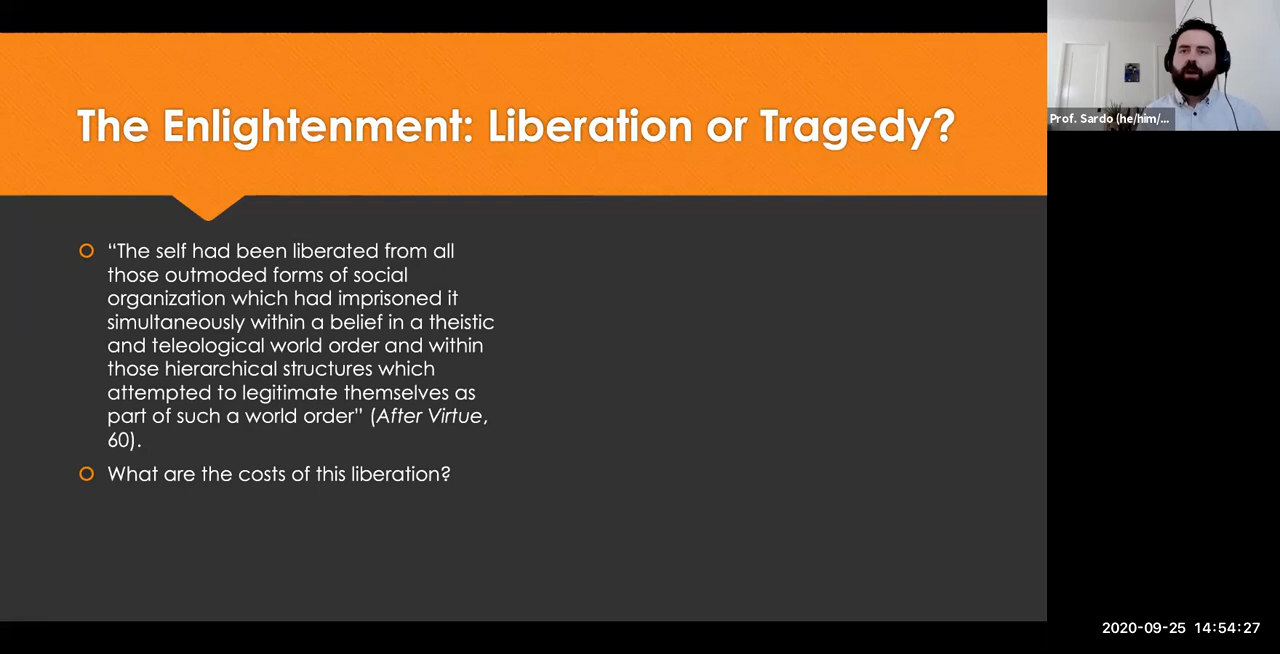 The Enlightenment: Liberation or Tragedy?
Prof. Sardo (he/him/...
“The self had been liberated from all
those outmoded forms of social
organization which had imprisoned it
simultaneously within a belief in a theistic
and teleological world order and within
those hierarchical structures which
attempted to legitimate themselves as
part of such a world order” (After Virtue,
60).
What are the costs of this liberation?
2020-09-25 14:54:27